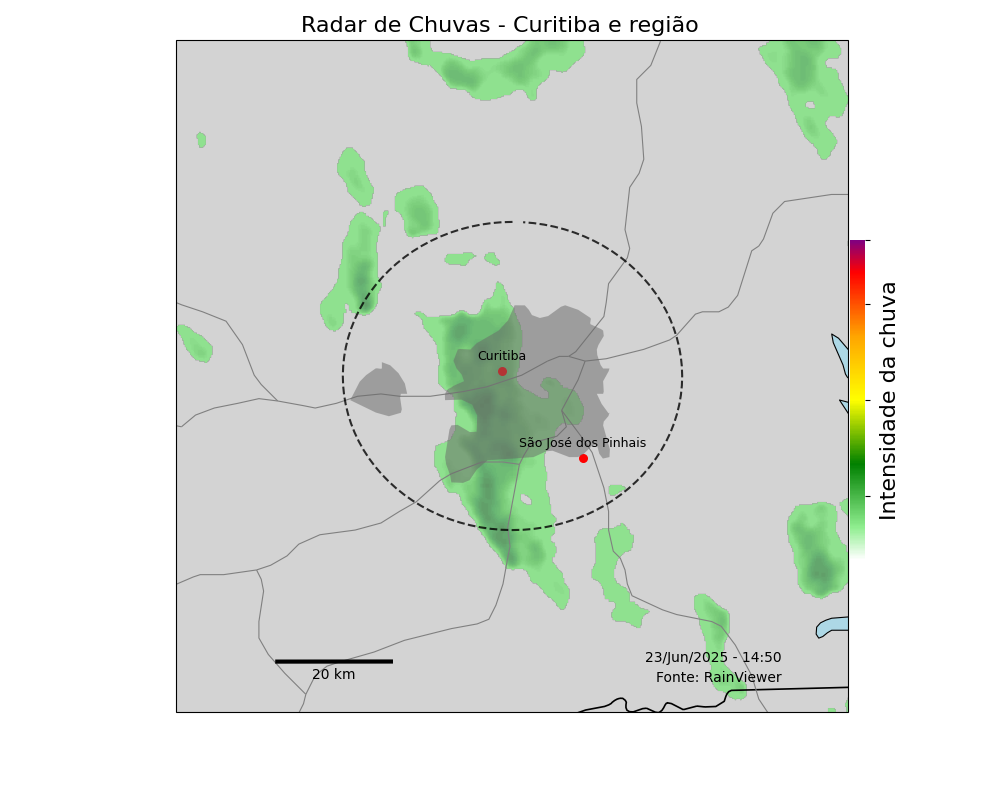 Radar de Chuvas - Curitiba e região
Curitiba
São José dos Pinhais
Intensidade da chuva
23/Jun/2025 - 14:50
20 km
Fonte: RainViewer